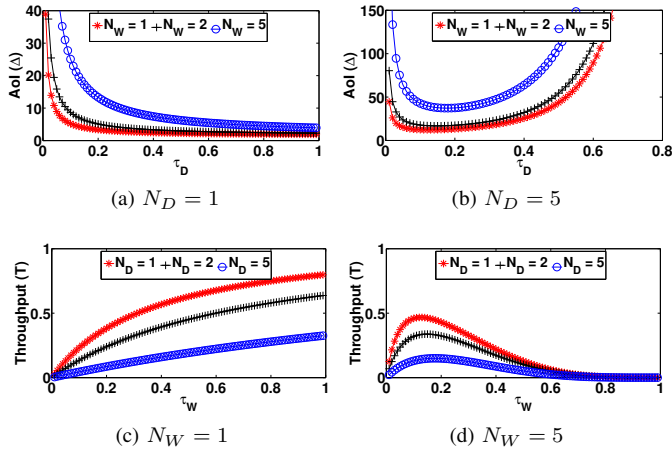 40
30
20
10
0
AoI (Δ)
N_W = 1 N_W = 2 N_W = 5
0 0.2 0.4 0.6 0.8 1
τ_D
(a) N_D = 1
150
100
50
AoI (Δ)
N_W = 1 N_W = 2 N_W = 5
0 0.2 0.4 0.6 0.8
τ_D
(b) N_D = 5
1
0.5
0
Throughput (T)
N_D = 1 N_D = 2 N_D = 5
0 0.2 0.4 0.6 0.8 1
τ_W
(c) N_W = 1
1
0.5
0
Throughput (T)
N_D = 1 N_D = 2 N_D = 5
0 0.2 0.4 0.6 0.8 1
τ_W
(d) N_W = 5